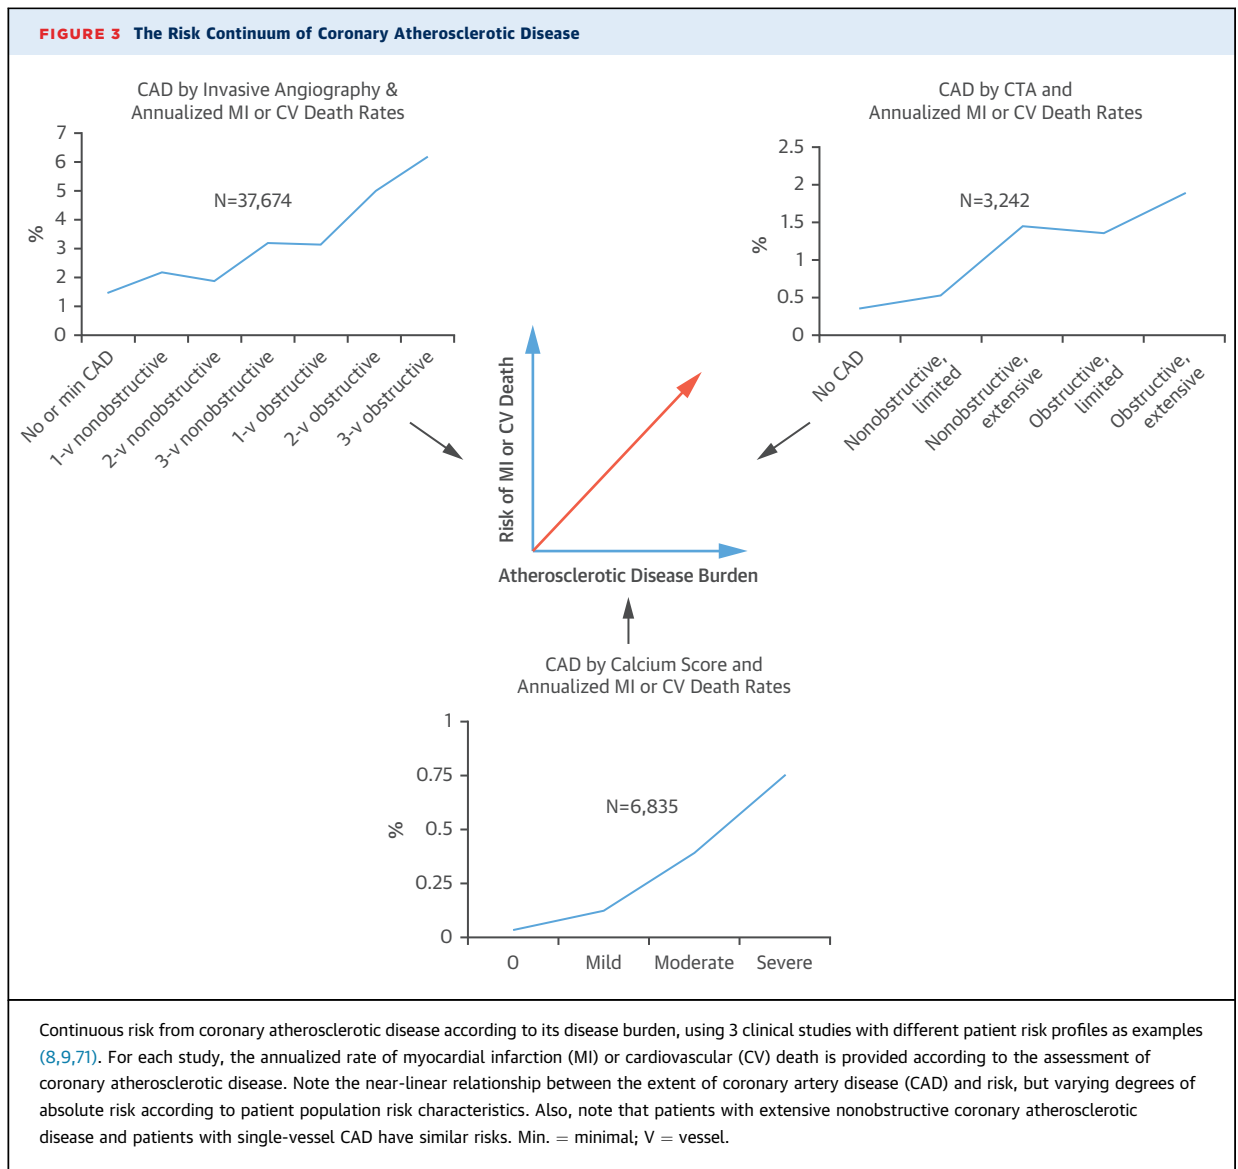 FIGURE 3 The Risk Continuum of Coronary Atherosclerotic Disease
CAD by Invasive Angiography &
Annualized MI or CV Death Rates
7
6
5
4
3
2
1
0
%
N=37,674
No or min CAD
1-v nonobstructive
2-v nonobstructive
3-v nonobstructive
1-v obstructive
2-v obstructive
3-v obstructive
CAD by CTA and
Annualized MI or CV Death Rates
2.5
2
1.5
1
0.5
0
%
N=3,242
No CAD
Nonobstructive,
limited
Nonobstructive,
extensive
Obstructive,
limited
Obstructive,
extensive
Risk of MI or CV Death
Atherosclerotic Disease Burden
CAD by Calcium Score and
Annualized MI or CV Death Rates
1
0.75
0.5
0.25
0
%
N=6,835
0
Mild
Moderate
Severe
Continuous risk from coronary atherosclerotic disease according to its disease burden, using 3 clinical studies with different patient risk profiles as examples
(8,9,71). For each study, the annualized rate of myocardial infarction (MI) or cardiovascular (CV) death is provided according to the assessment of
coronary atherosclerotic disease. Note the near-linear relationship between the extent of coronary artery disease (CAD) and risk, but varying degrees of
absolute risk according to patient population risk characteristics. Also, note that patients with extensive nonobstructive coronary atherosclerotic
disease and patients with single-vessel CAD have similar risks. Min. = minimal; V = vessel.